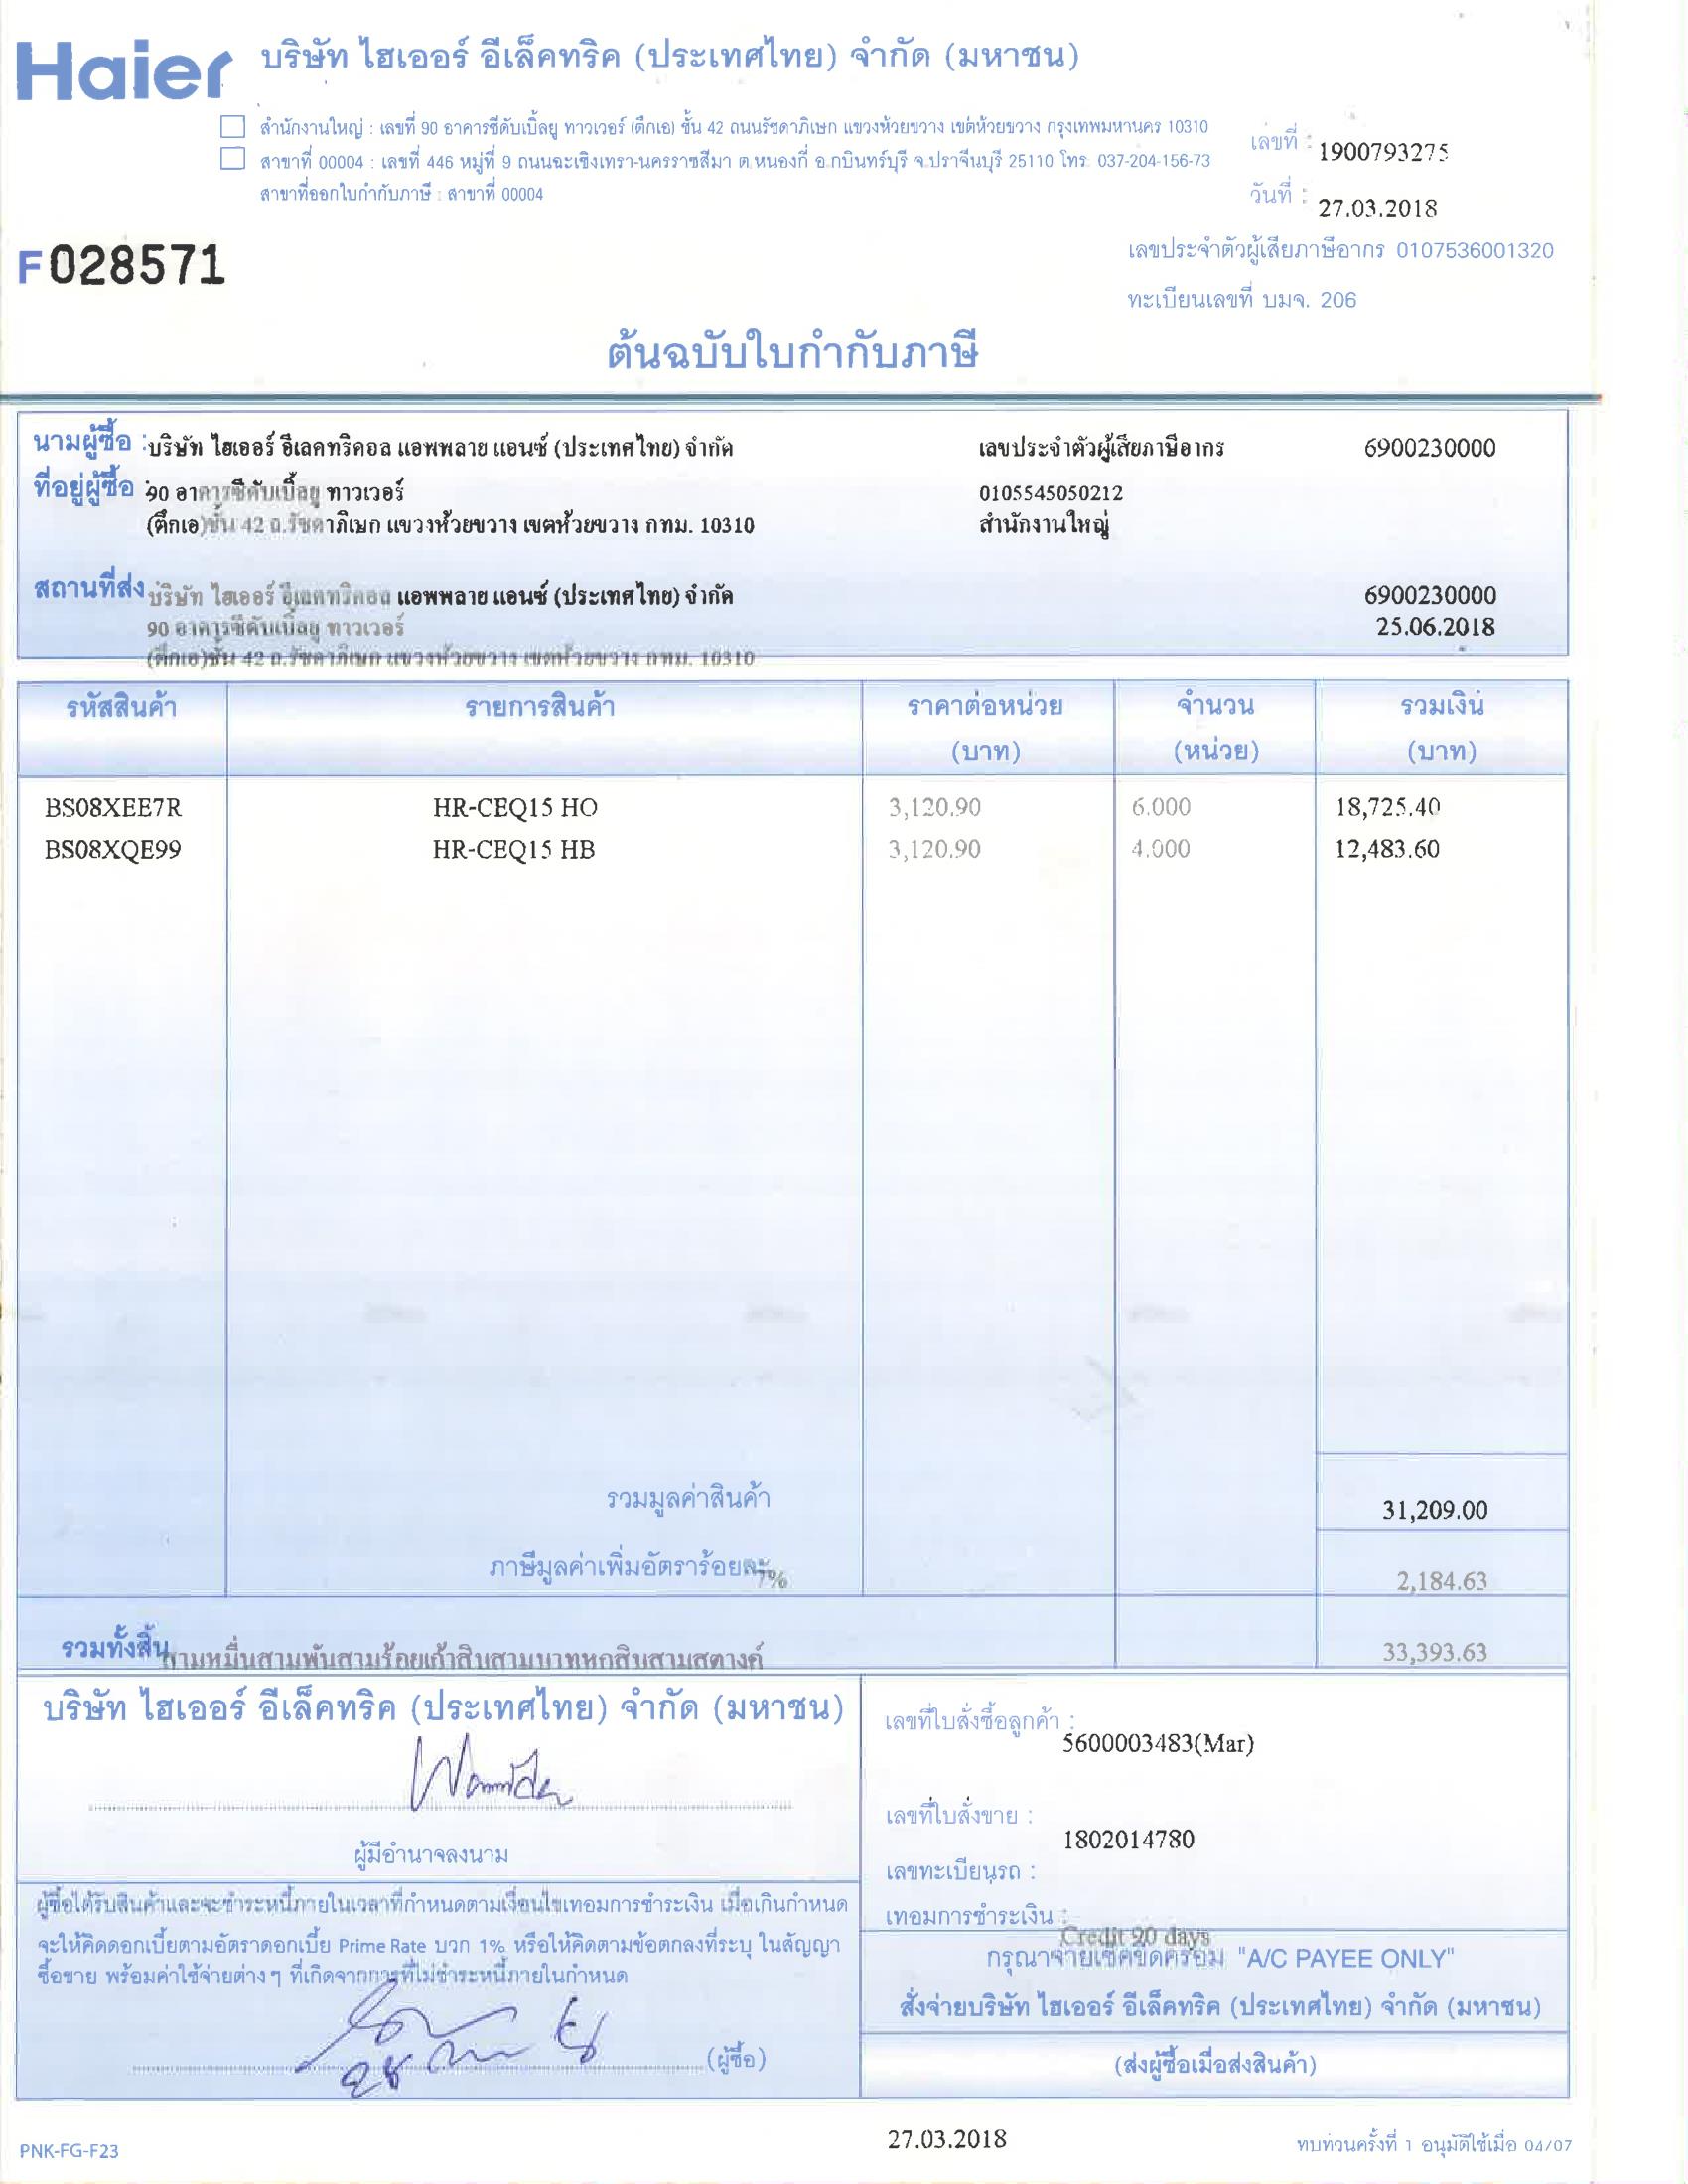 Haier บริษัท ไฮเออร์ อีเล็คทริค (ประเทศไทย) จำกัด (มหาชน)
สำนักงานใหญ่ : เลขที่ 90 อาคารซีดับเบิ้ลยู ทาวเวอร์ (ตึกเอ) ชั้น 42 ถนนรัชดาภิเษก แขวงห้วยขวาง เขตห้วยขวาง กรุงเทพมหานคร 10310
สาขาที่ 00004 : เลขที่ 446 หมู่ที่ 9 ถนนฉะเชิงเทรา-นครราชสีมา ต.หนองกี่ อ.กบินทร์บุรี จ.ปราจีนบุรี 25110 โทร. 037-204-156-73
สาขาที่ออกใบกำกับภาษี : สาขาที่ 00004
เลขที่ : 1900793275
วันที่ : 27.03.2018
เลขประจำตัวผู้เสียภาษีอากร 0107536001320
ทะเบียนเลขที่ บมจ. 206
F028571
ต้นฉบับใบกำกับภาษี
นามผู้ซื้อ : บริษัท ไฮเออร์ อีเลคทริคอล แอพพลาย แอนซ์ (ประเทศไทย) จำกัด เลขประจำตัวผู้เสียภาษีอากร 6900230000
ที่อยู่ผู้ซื้อ : 90 อาคารซีดับเบิ้ลยู ทาวเวอร์ 0105545050212
(ตึกเอ)ชั้น 42 ถ.รัชดาภิเษก แขวงห้วยขวาง เขตห้วยขวาง กทม. 10310 สำนักงานใหญ่
สถานที่ส่ง บริษัท ไฮเออร์ อีเลคทริคอล แอพพลาย แอนซ์ (ประเทศไทย) จำกัด 6900230000
90 อาคารซีดับเบิ้ลยู ทาวเวอร์ 25.06.2018
(ตึกเอ)ชั้น 42 ถ.รัชดาภิเษก แขวงห้วยขวาง เขตห้วยขวาง กทม. 10310
รหัสสินค้า รายการสินค้า ราคาต่อหน่วย จำนวน รวมเงิน
(บาท) (หน่วย) (บาท)
BS08XEE7R HR-CEQ15 HO 3,120.90 6.000 18,725.40
BS08XQE99 HR-CEQ15 HB 3,120.90 4.000 12,483.60
รวมมูลค่าสินค้า 31,209.00
ภาษีมูลค่าเพิ่มอัตราร้อยละ 7% 2,184.63
รวมทั้งสิ้น สามหมื่นสามพันสามร้อยเก้าสิบสามบาทหกสิบสามสตางค์ 33,393.63
บริษัท ไฮเออร์ อีเล็คทริค (ประเทศไทย) จำกัด (มหาชน)
ผู้มีอำนาจลงนาม
เลขที่ใบสั่งซื้อลูกค้า : 5600003483(Mar)
เลขที่ใบสั่งขาย : 1802014780
เลขทะเบียนรถ :
เทอมการชำระเงิน : Credit 90 days
ผู้ซื้อได้รับสินค้าและจะชำระหนี้ภายในเวลาที่กำหนดตามเงื่อนไขเทอมการชำระเงิน เมื่อเกินกำหนด
จะให้คิดดอกเบี้ยตามอัตราดอกเบี้ย Prime Rate บวก 1% หรือให้คิดตามข้อตกลงที่ระบุ ในสัญญา
ซื้อขาย พร้อมค่าใช้จ่ายต่างๆ ที่เกิดจากการที่ไม่ชำระหนี้ภายในกำหนด
(ผู้ซื้อ)
กรุณาจ่ายเช็คขีดคร่อม "A/C PAYEE ONLY"
สั่งจ่ายบริษัท ไฮเออร์ อีเล็คทริค (ประเทศไทย) จำกัด (มหาชน)
(ส่งผู้ซื้อเมื่อส่งสินค้า)
PNK-FG-F23 27.03.2018 ทบทวนครั้งที่ 1 อนุมัติใช้เมื่อ 04/07